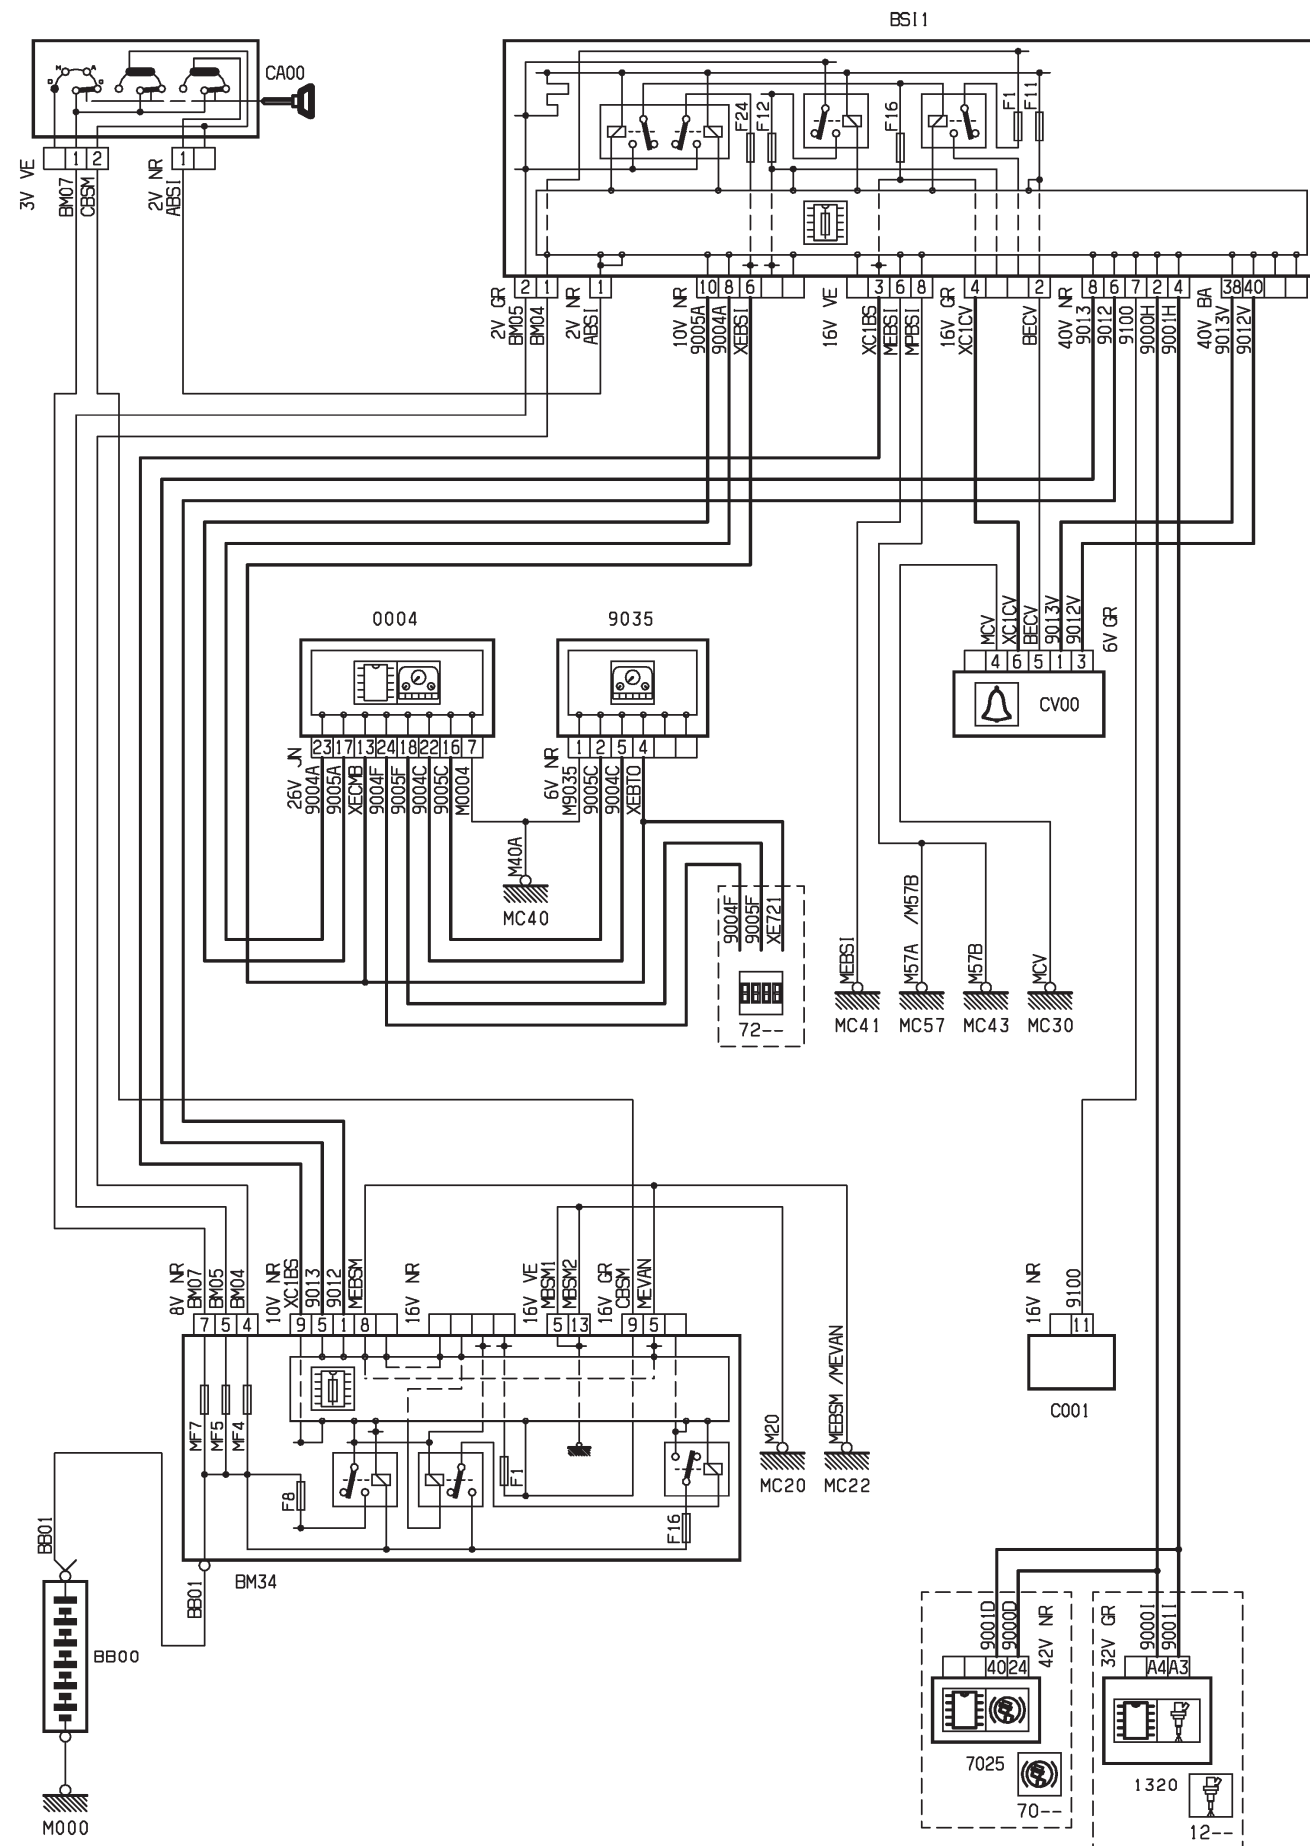 BSI1
CA00
N A
D G
F24 F12 F16 F1 F11
3V VE 1 2 2V NR 1
BM07 CBSM ABSI
2 1 1 10 8 6 3 6 8 4 2 8 6 7 2 4 38 40
2V GR BM05 BM04 2V NR ABSI 10V NR 9005A 9004A XEBSI 16V VE XC1BS MEBSI MPBSI 16V GR XC1CV BECV 40V NR 9013 9012 9100 9000H 9001H 40V BA 9013V 9012V
0004 9035
MCV XC1CV BECV 9013V 9012V 6V GR
4 6 5 1 3
CV00
23 17 13 24 18 22 16 7
26V JN 9004A 9005A XECMB 9004F 9005F 9004C 9005C M0004
1 2 5 4
6V NR M9035 9005C 9004C XEBTO
M40A
MC40
9004F 9005F XE721
72--
MEBSI M57A /M57B M57B MCV
MC41 MC57 MC43 MC30
8V NR BM07 BM05 BM04 10V NR XC1BS 9013 9012 MEBSM 16V NR 16V VE MBSM1 MBSM2 16V GR CBSM MEVAN
7 5 4 9 5 1 8 5 13 9 5
16V NR 9100
11
C001
MF7 MF5 MF4
F8 F1 F16
M20 MEBSM /MEVAN
MC20 MC22
BB01
BB01
BM34
BB00
M000
9001D 9000D 42V NR
40 24
7025
70--
32V GR 9000I 9001I
A4 A3
1320
12--